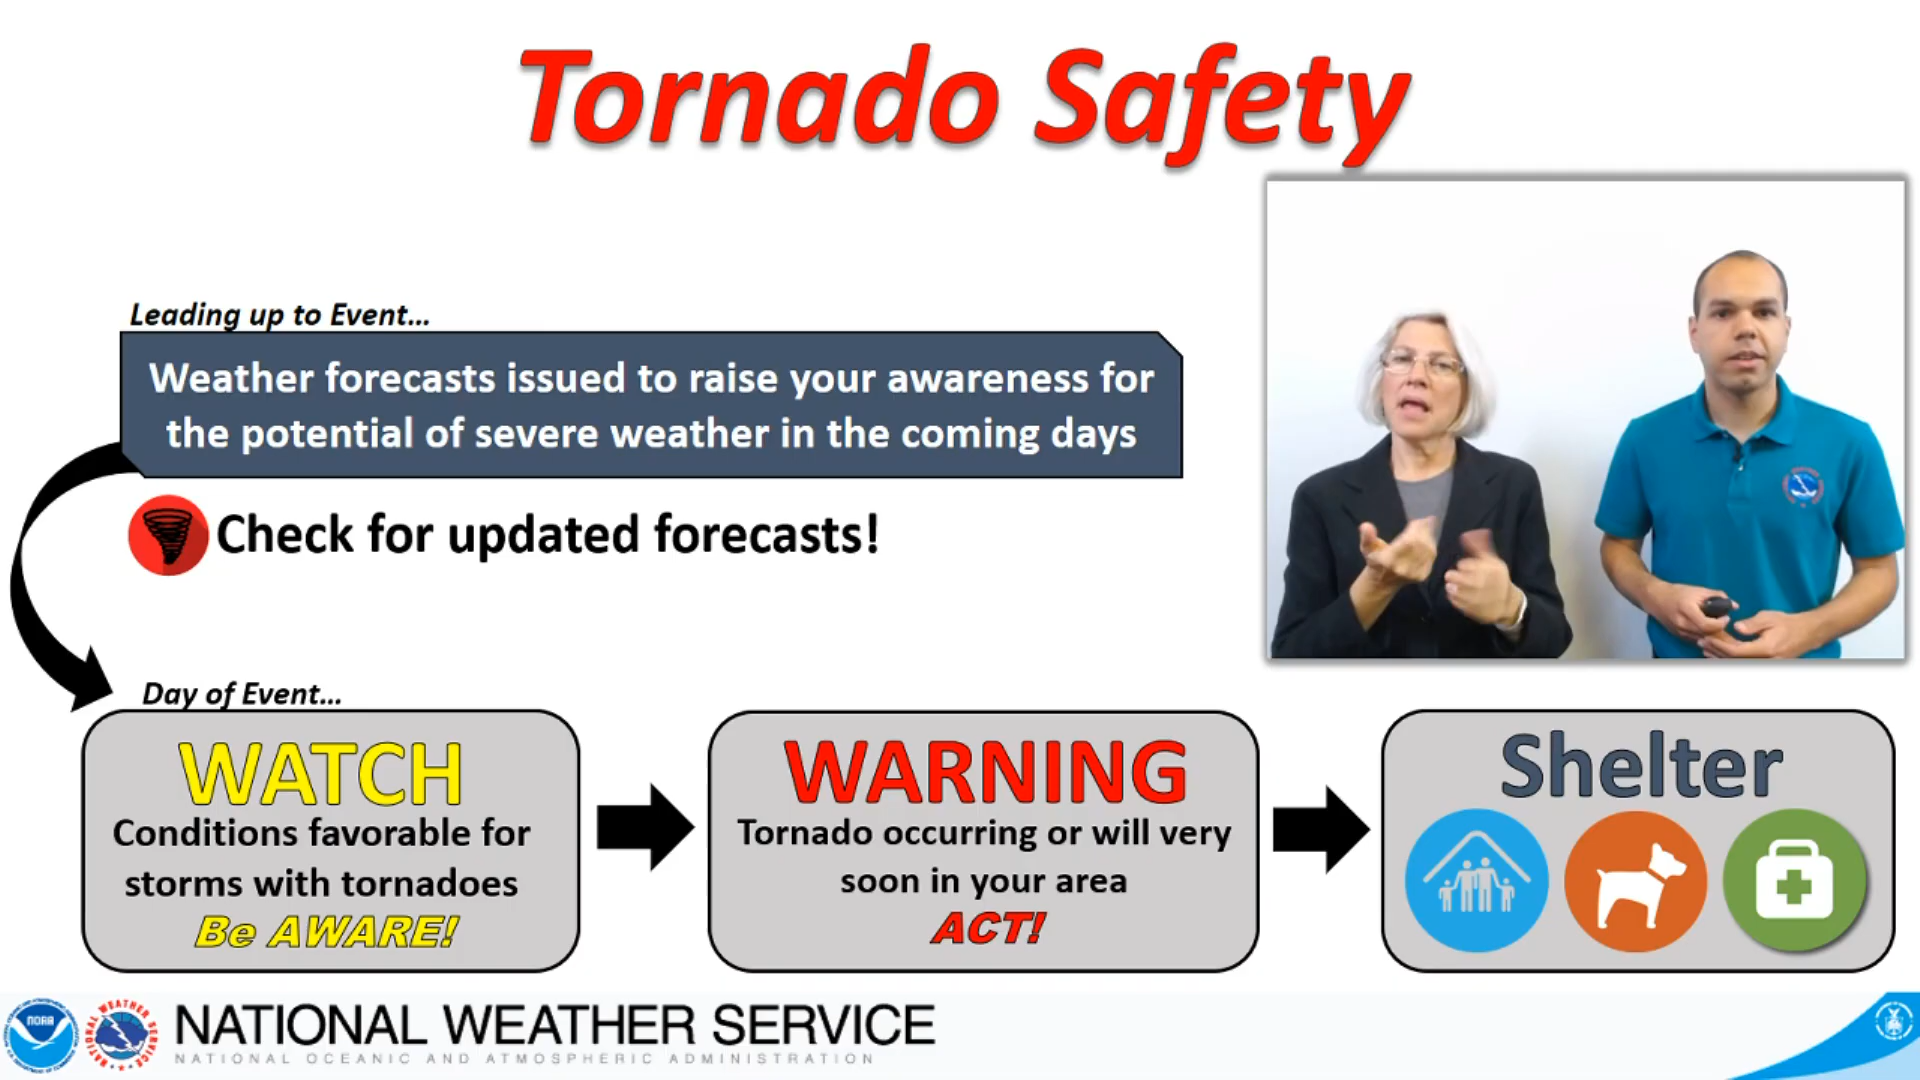 Tornado Safety
Leading up to Event...
Weather forecasts issued to raise your awareness for
the potential of severe weather in the coming days
Check for updated forecasts!
Day of Event...
WATCH
Conditions favorable for
storms with tornadoes
Be AWARE!
WARNING
Tornado occurring or will very
soon in your area
ACT!
Shelter
NOAA
NATIONAL WEATHER SERVICE
NATIONAL OCEANIC AND ATMOSPHERIC ADMINISTRATION